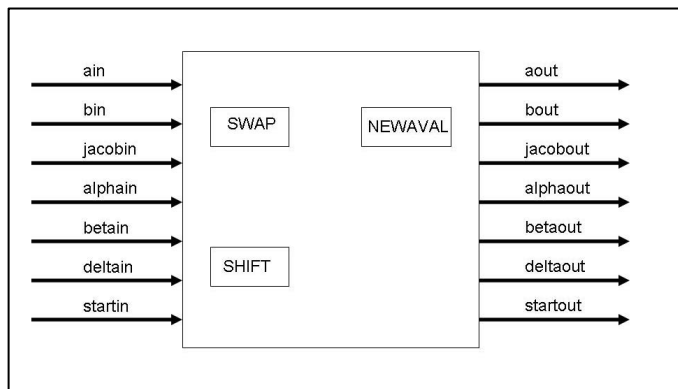 ain
aout
bin
bout
SWAP
NEWAVAL
jacobin
jacobout
alphain
alphaout
betain
betaout
SHIFT
deltain
deltaout
startin
startout